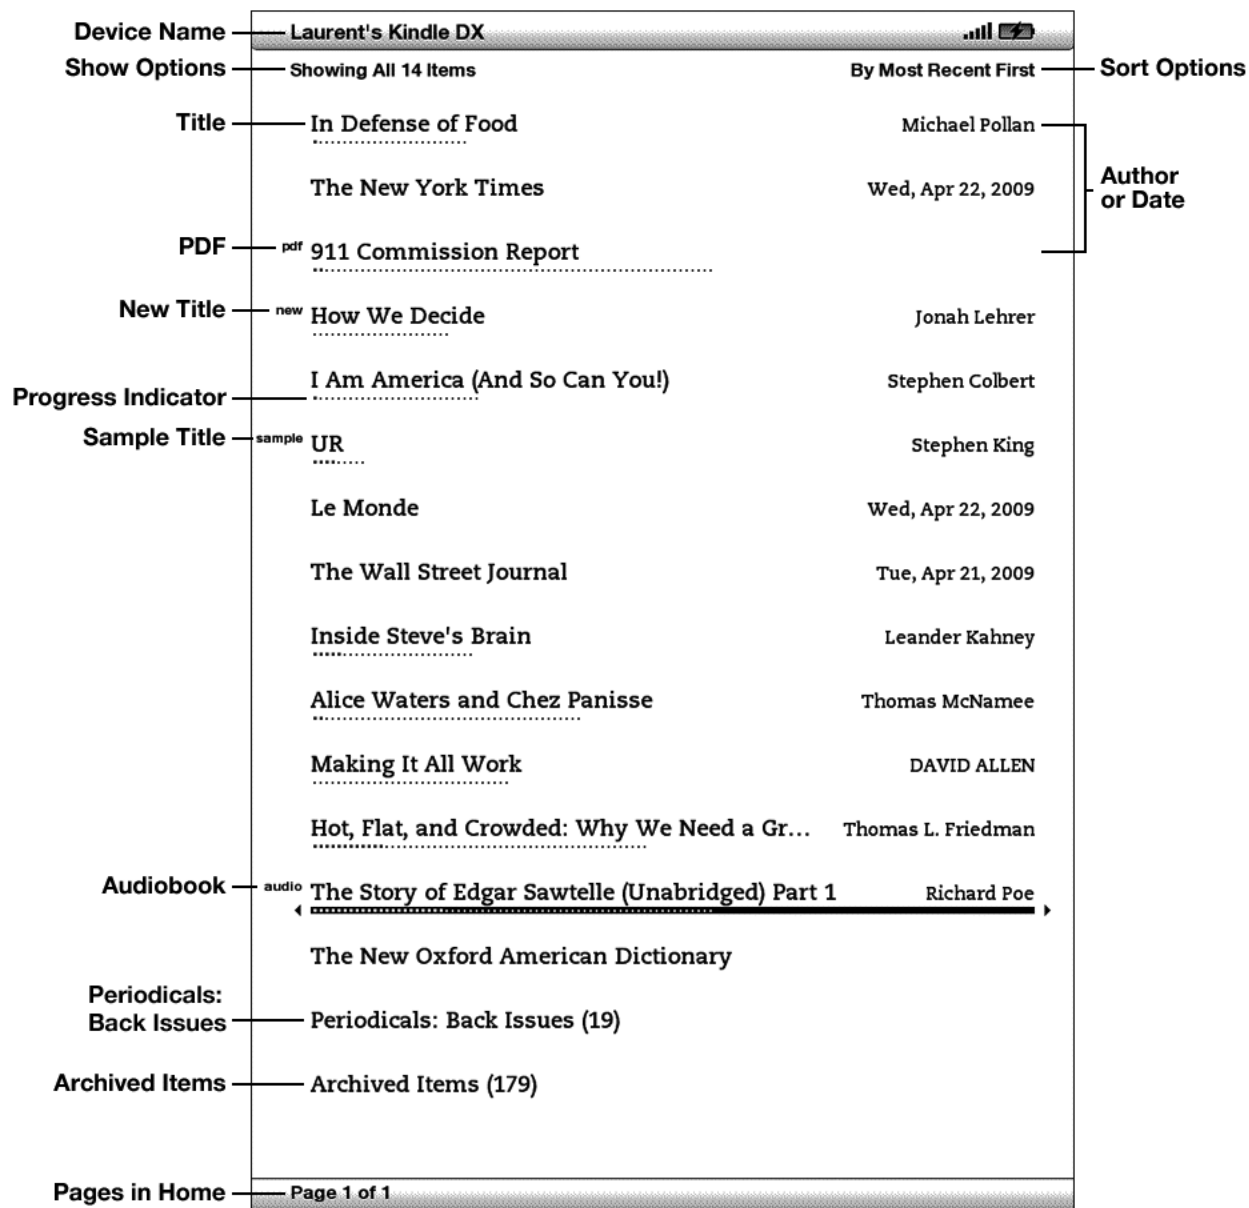 Device Name
Laurent's Kindle DX
Show Options
Showing All 14 Items
By Most Recent First
Sort Options
Title
In Defense of Food
Michael Pollan
Author
or Date
The New York Times
Wed, Apr 22, 2009
PDF
pdf
911 Commission Report
New Title
new
How We Decide
Jonah Lehrer
I Am America (And So Can You!)
Stephen Colbert
Progress Indicator
Sample Title
sample
UR
Stephen King
Le Monde
Wed, Apr 22, 2009
The Wall Street Journal
Tue, Apr 21, 2009
Inside Steve's Brain
Leander Kahney
Alice Waters and Chez Panisse
Thomas McNamee
Making It All Work
DAVID ALLEN
Hot, Flat, and Crowded: Why We Need a Gr...
Thomas L. Friedman
Audiobook
audio
The Story of Edgar Sawtelle (Unabridged) Part 1
Richard Poe
The New Oxford American Dictionary
Periodicals:
Back Issues
Periodicals: Back Issues (19)
Archived Items
Archived Items (179)
Pages in Home
Page 1 of 1